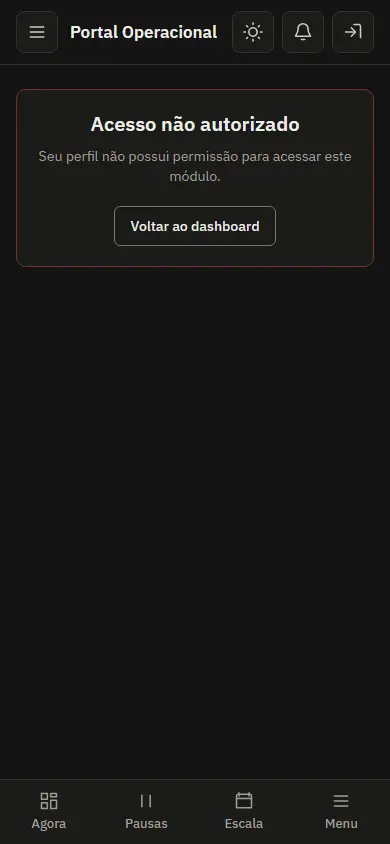 Portal Operacional
Acesso não autorizado
Seu perfil não possui permissão para acessar este
módulo.
Voltar ao dashboard
Agora
Pausas
Escala
Menu